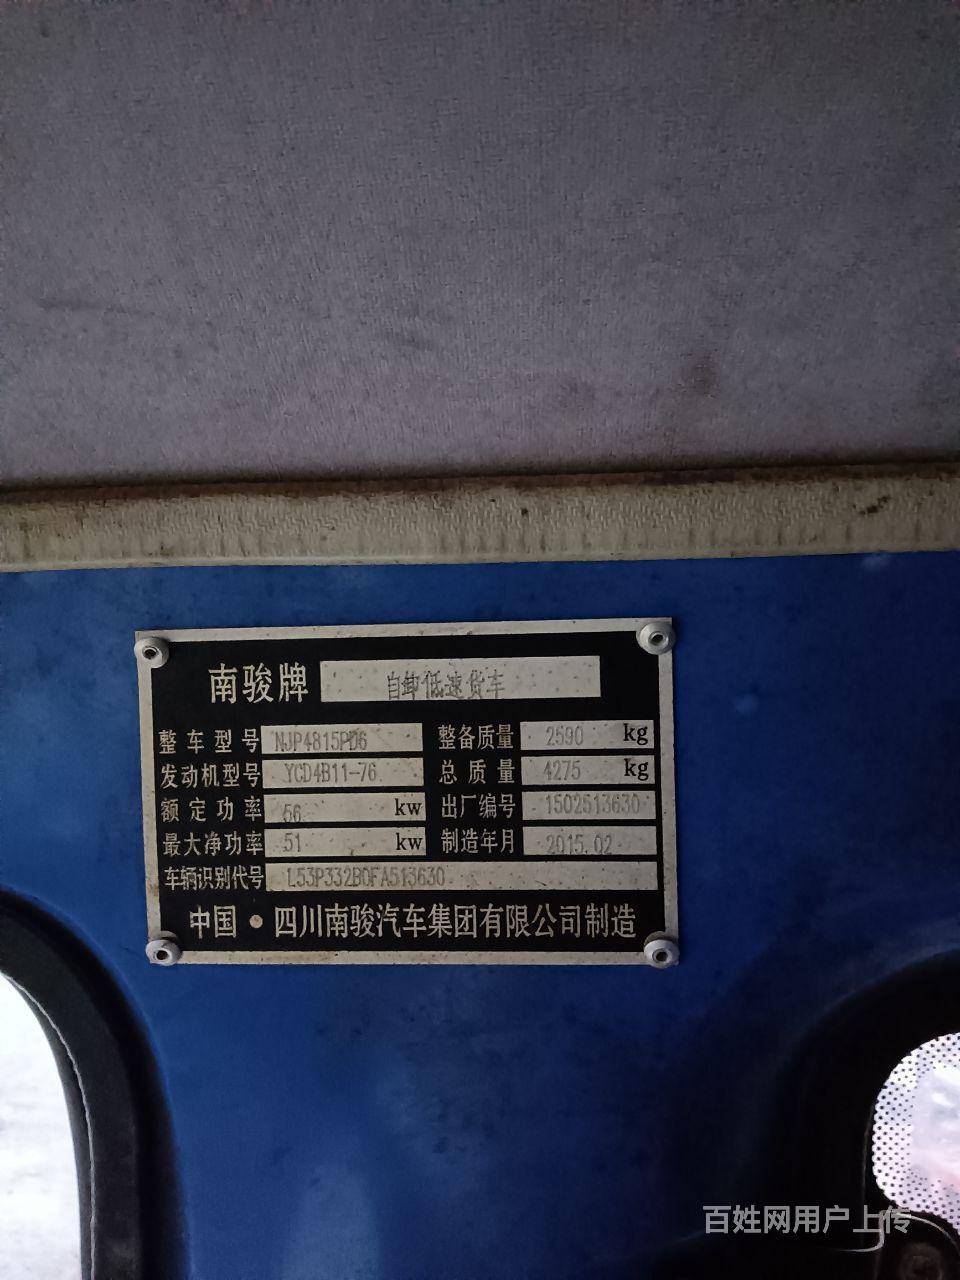 南骏牌 自卸低速货车
整车型号 NJP4815PD6 整备质量 2590 kg
发动机型号 YCD4B11-76 总质量 4275 kg
额定功率 56 kw 出厂编号 1502513630
最大净功率 51 kw 制造年月 2015.02
车辆识别代号 L53P332B0FA513630
中国·四川南骏汽车集团有限公司制造
百姓网用户上传